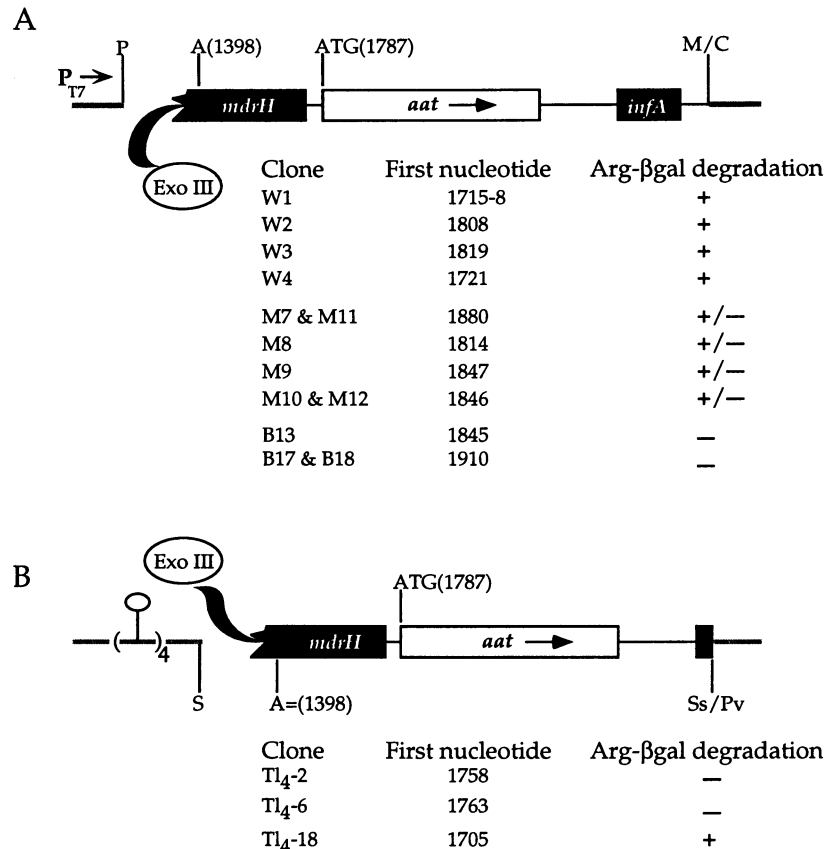 A
P A(1398) ATG(1787) M/C
P T7
mdrH aat infA
Exo III
Clone First nucleotide Arg-βgal degradation
W1 1715-8 +
W2 1808 +
W3 1819 +
W4 1721 +
M7 & M11 1880 +/−
M8 1814 +/−
M9 1847 +/−
M10 & M12 1846 +/−
B13 1845 −
B17 & B18 1910 −
Exo III
B
ATG(1787)
( )4 mdrH aat
S A=(1398) Ss/Pv
Clone First nucleotide Arg-βgal degradation
Tl4-2 1758 −
Tl4-6 1763 −
Tl4-18 1705 +